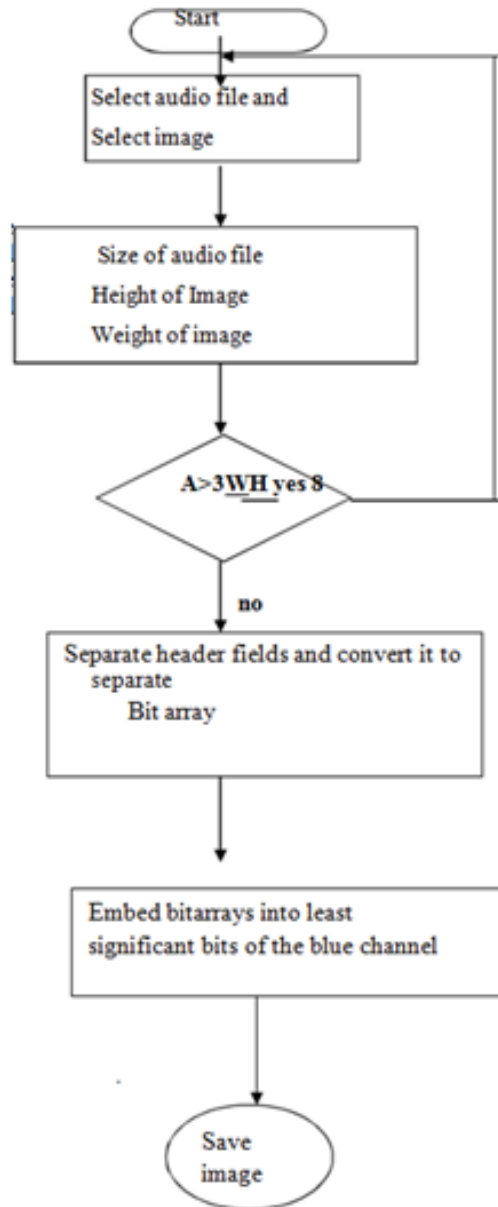 Start
Select audio file and
Select image
Size of audio file
Height of Image
Weight of image
A>3WH yes 8
no
Separate header fields and convert it to
separate
Bit array
Embed bitarrays into least
significant bits of the blue channel
Save
image